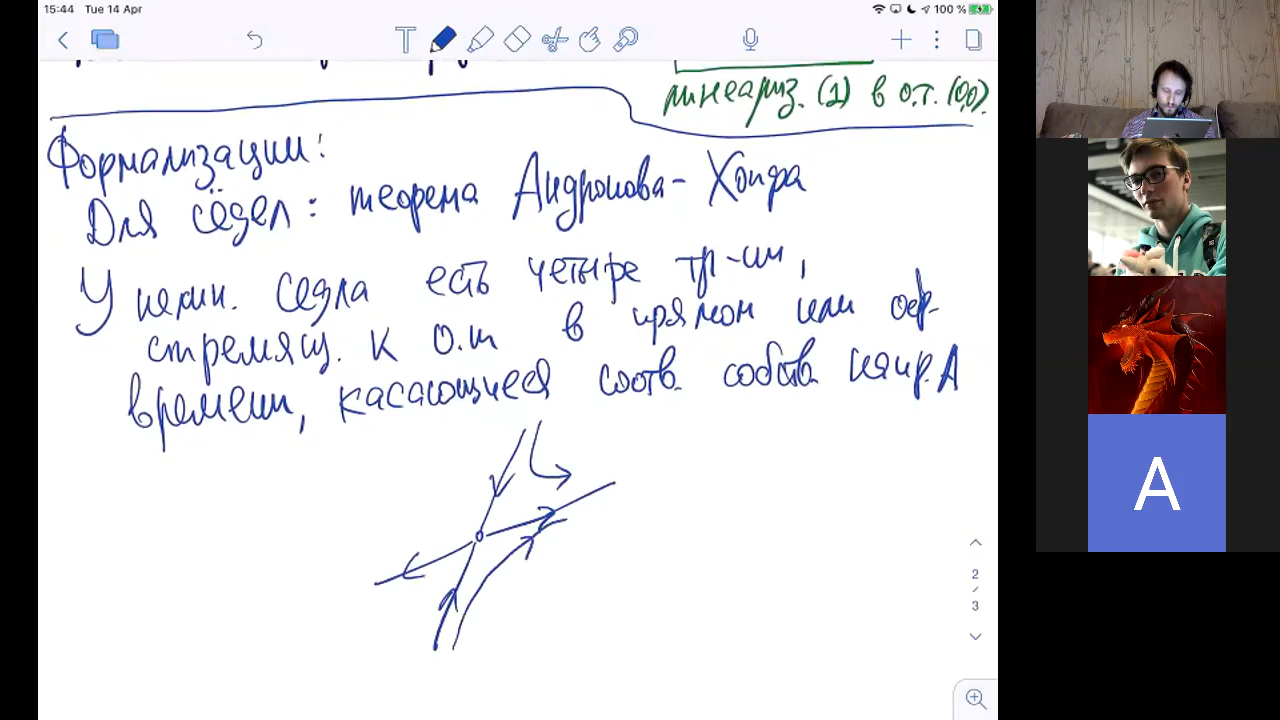 15:44 Tue 14 Apr
100 %
линеариз. (1) в о.т. (0,0).
Формализации:
Для сёдел: теорема Андронова-Хопфа
У нелин. седла есть четыре тр-ии,
стремящ. к о.т в прямом или обр.
времени, касающиеся соотв. собств. напр. A
2
3
A